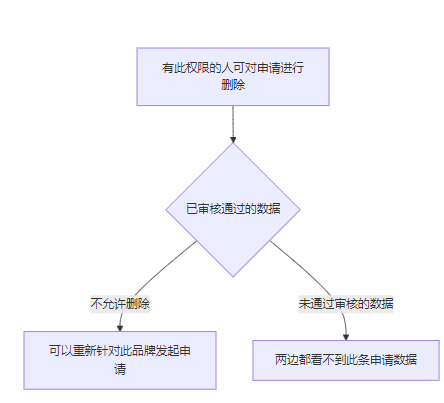 有此权限的人可对申请进行
删除
已审核通过的数据
不允许删除
未通过审核的数据
可以重新针对此品牌发起申
请
两边都看不到此条申请数据